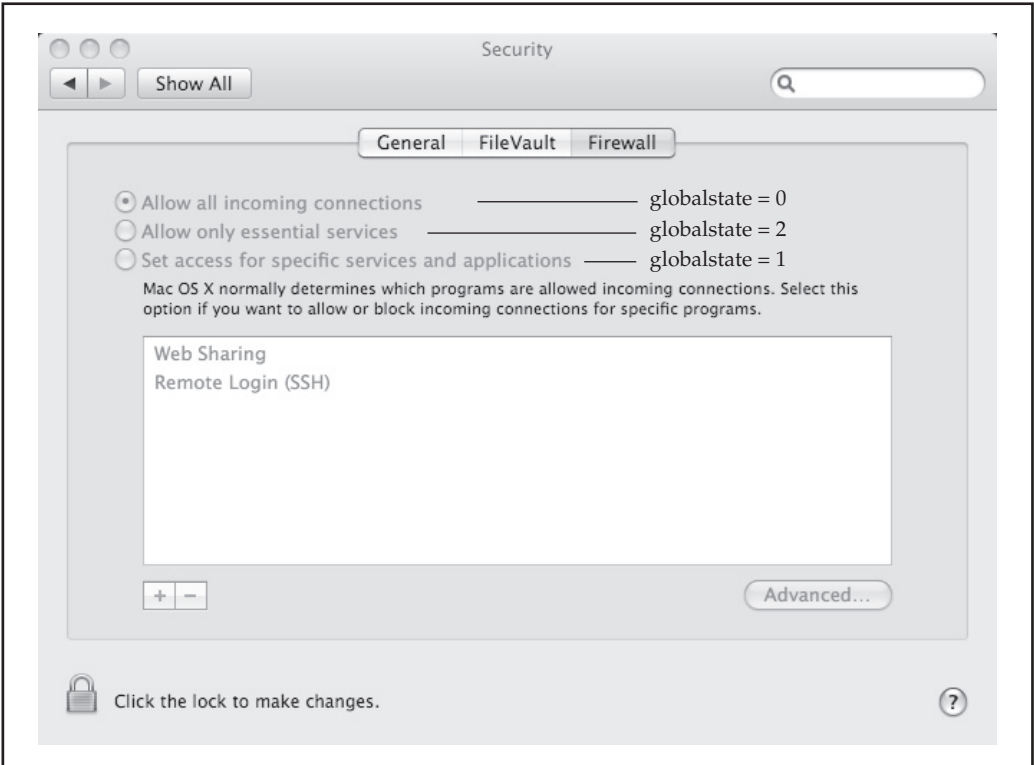 Security
Show All
General FileVault Firewall
Allow all incoming connections globalstate = 0
Allow only essential services globalstate = 2
Set access for specific services and applications globalstate = 1
Mac OS X normally determines which programs are allowed incoming connections. Select this
option if you want to allow or block incoming connections for specific programs.
Web Sharing
Remote Login (SSH)
+ −
Advanced...
Click the lock to make changes.
?